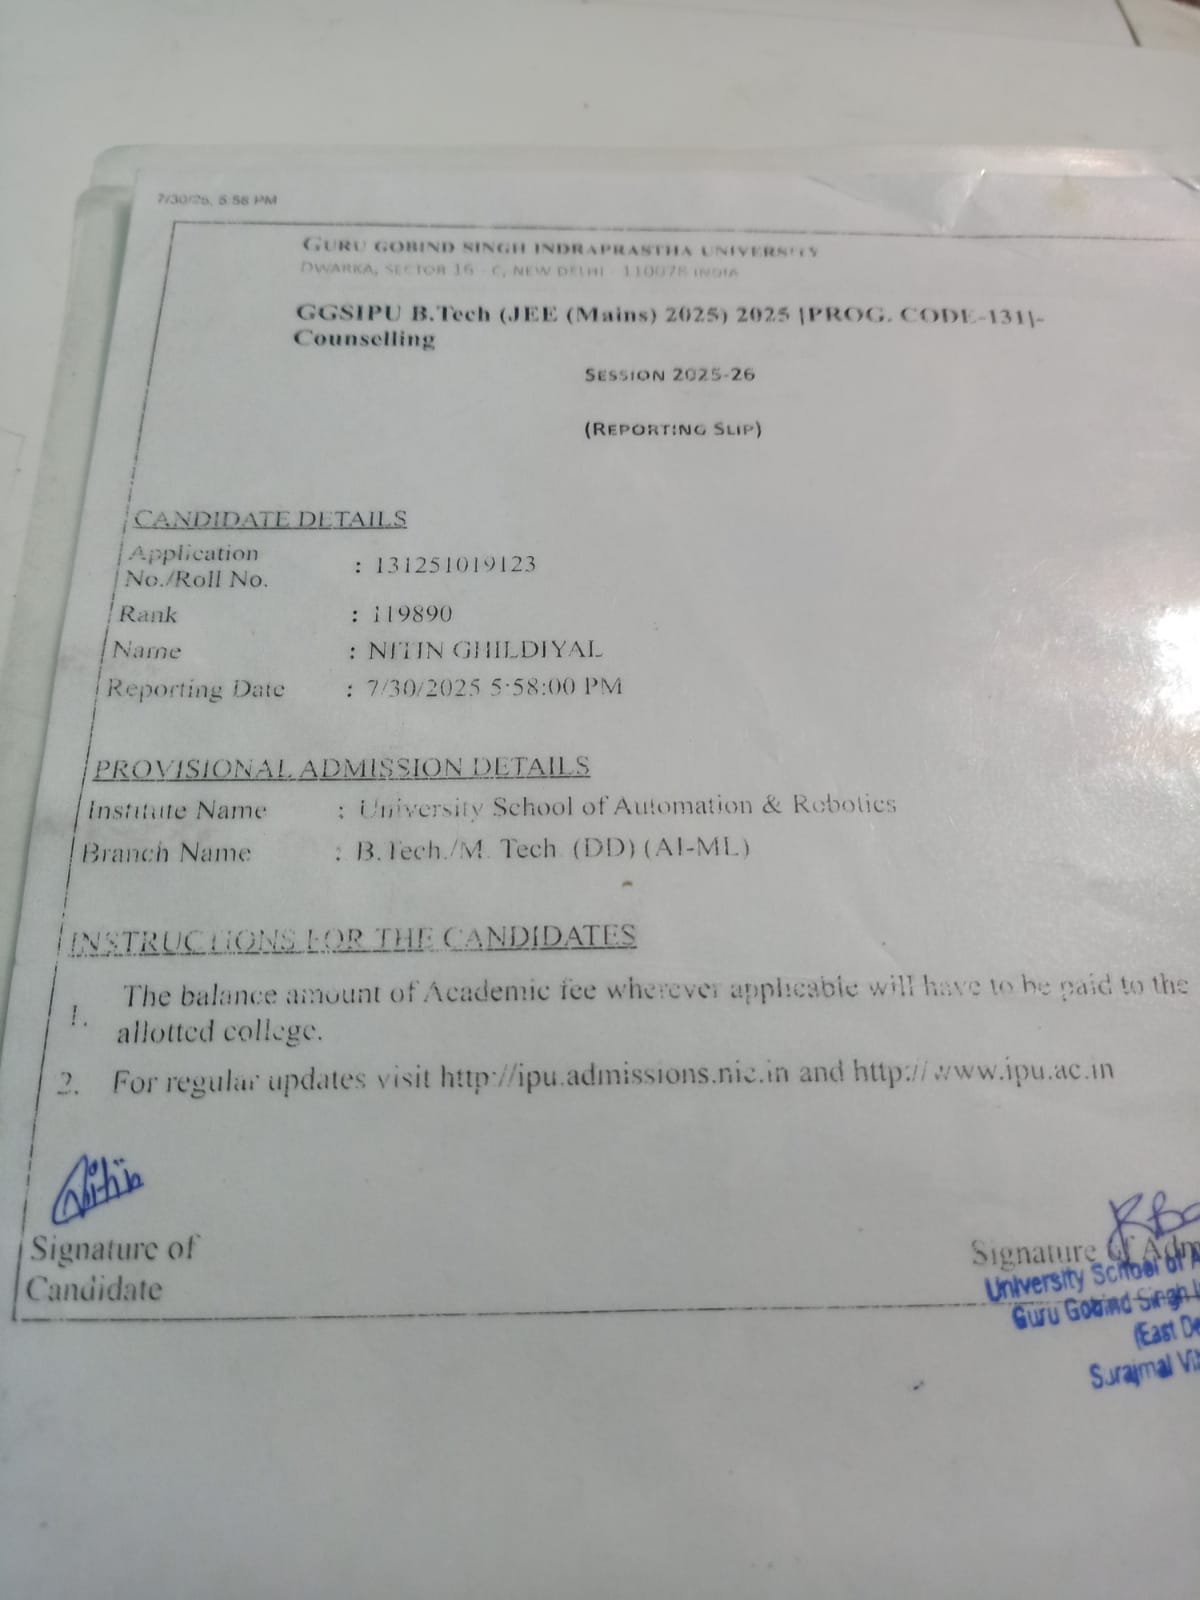 7/30/25, 5:58 PM
GURU GOBIND SINGH INDRAPRASTHA UNIVERSITY
DWARKA, SECTOR 16 - C, NEW DELHI - 110078 INDIA
GGSIPU B.Tech (JEE (Mains) 2025) 2025 [PROG. CODE-131]-
Counselling
SESSION 2025-26
(REPORTING SLIP)
CANDIDATE DETAILS
Application
No./Roll No. : 131251019123
Rank : 119890
Name : NITIN GHILDIYAL
Reporting Date : 7/30/2025 5:58:00 PM
PROVISIONAL ADMISSION DETAILS
Institute Name : University School of Automation & Robotics
Branch Name : B.Tech./M. Tech. (DD) (AI-ML)
INSTRUCTIONS FOR THE CANDIDATES
1. The balance amount of Academic fee wherever applicable will have to be paid to the
allotted college.
2. For regular updates visit http://ipu.admissions.nic.in and http://www.ipu.ac.in
Nitin
Signature of
Candidate
Signature of Adm
University School of A
Guru Gobind Singh I
(East De
Surajmal Vi